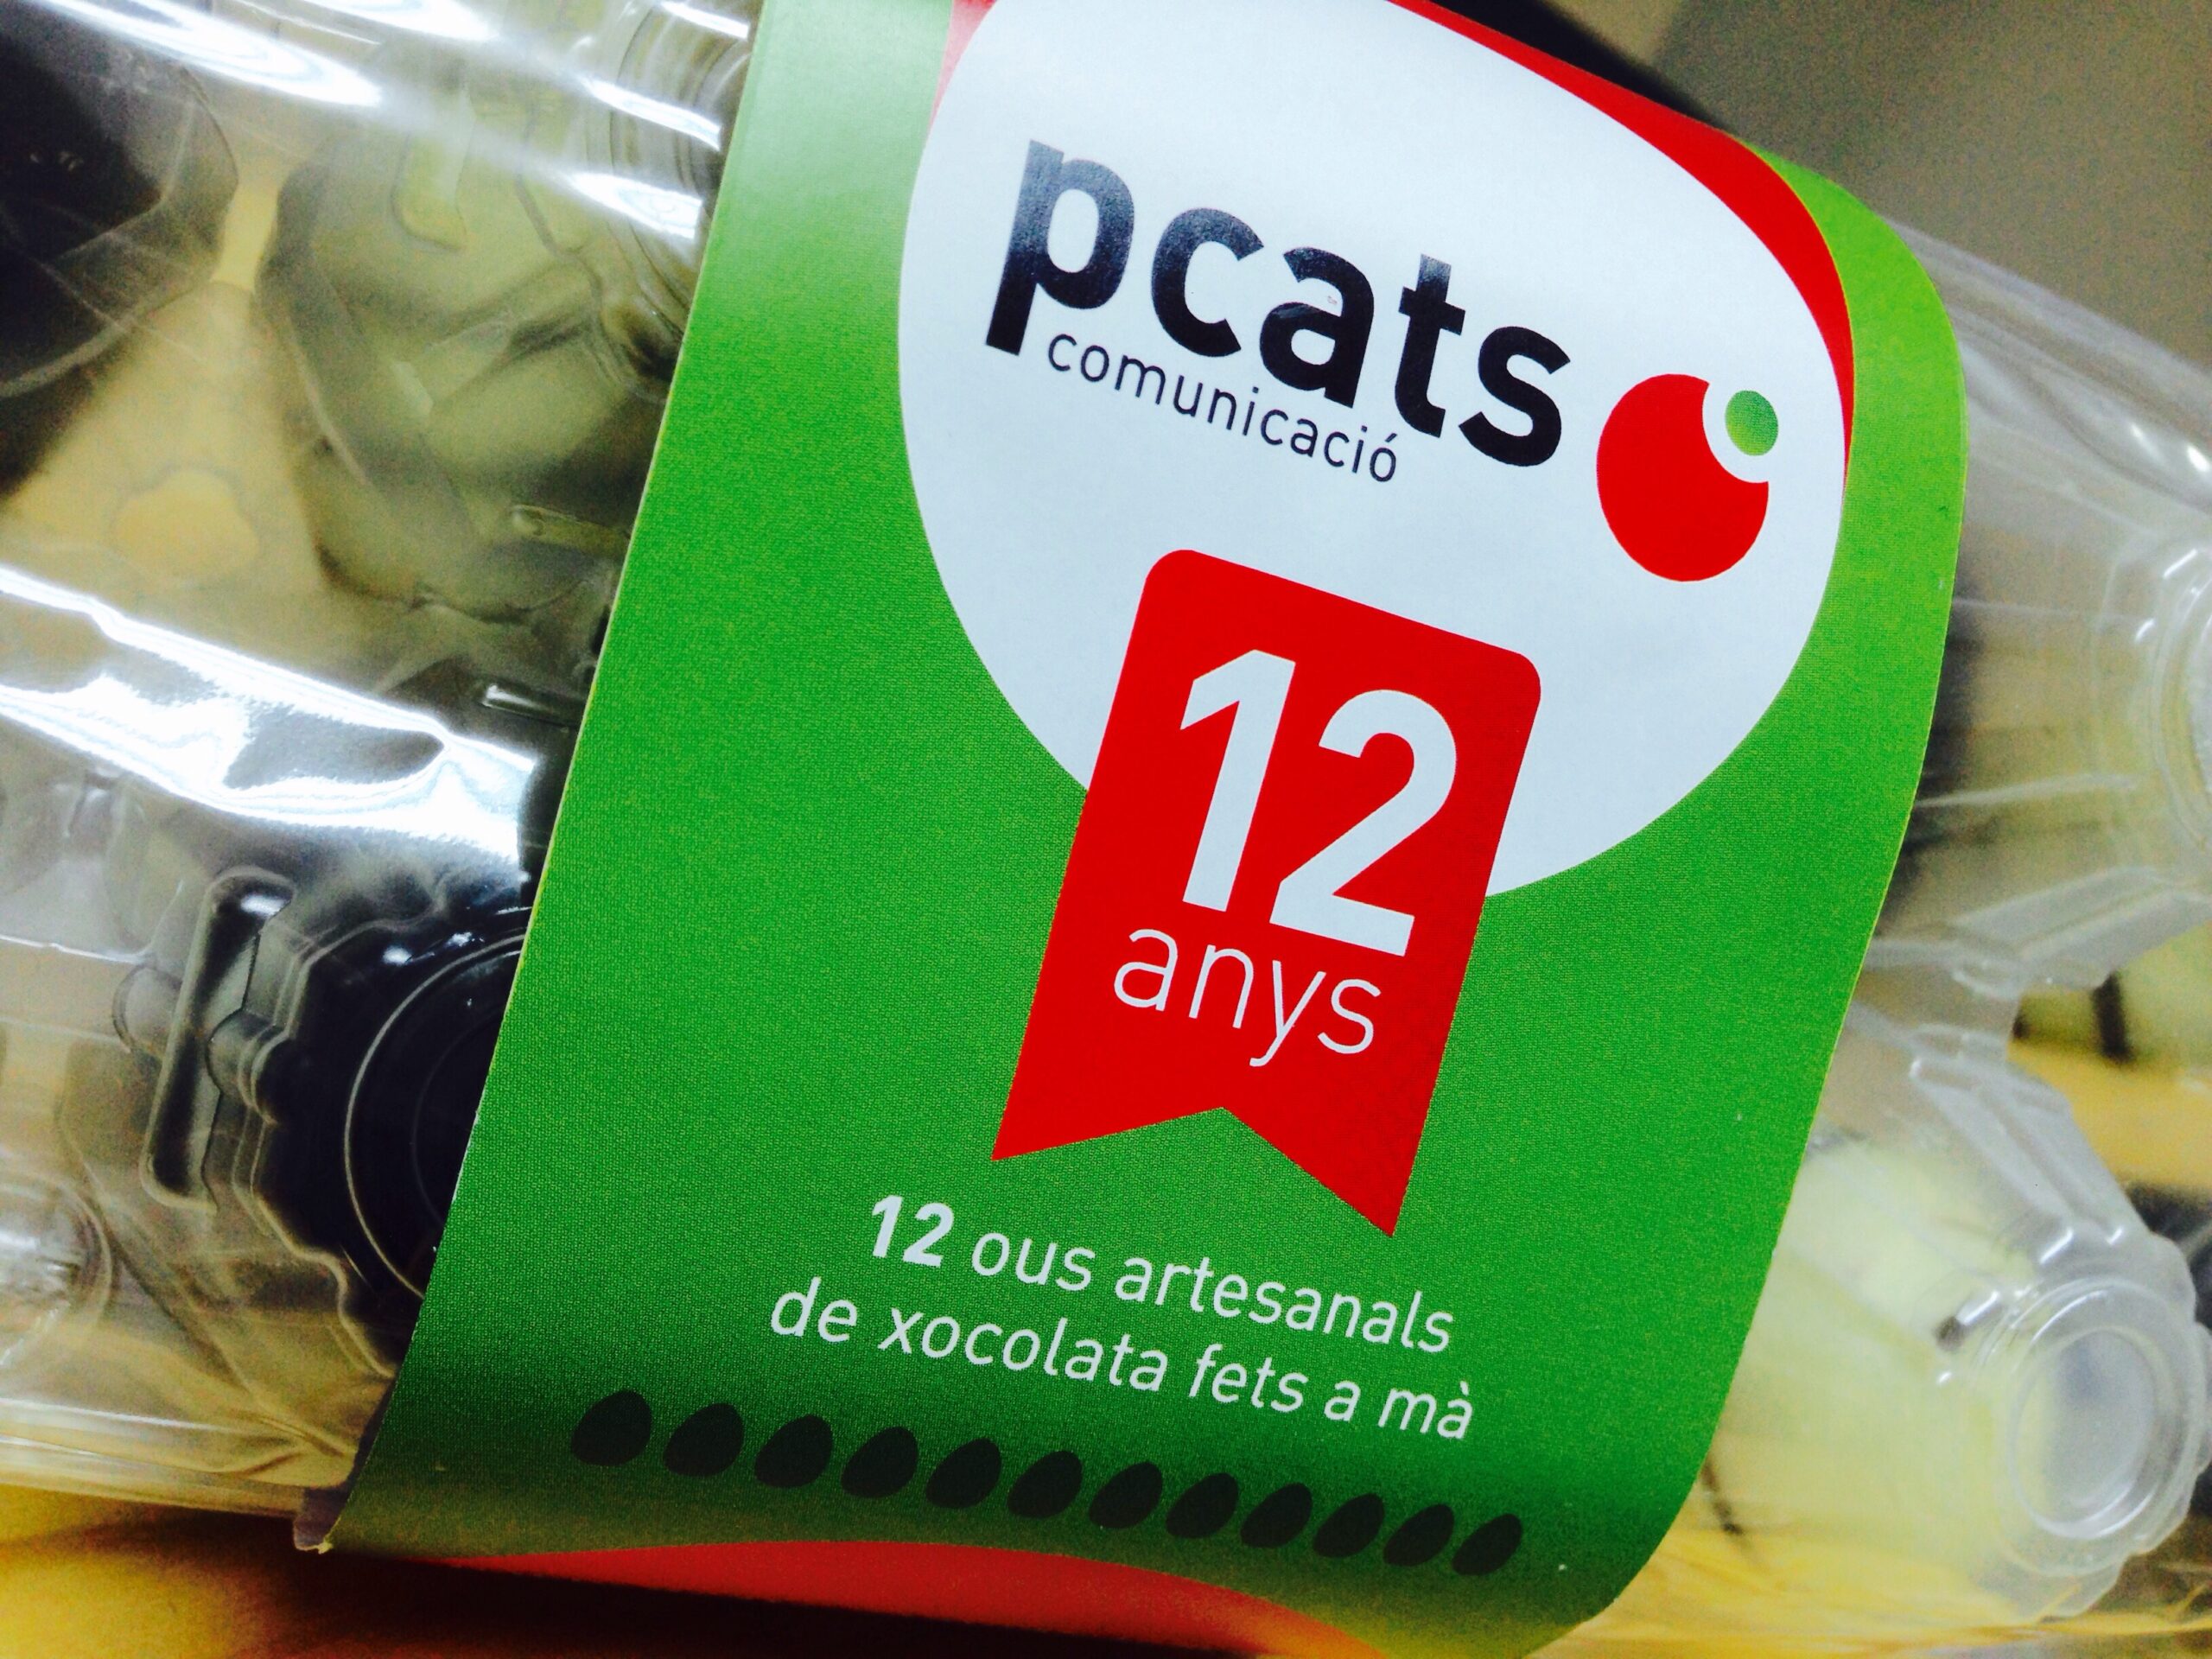 pcats
comunicació
12
anys
12 ous artesanals
de xocolata fets a mà